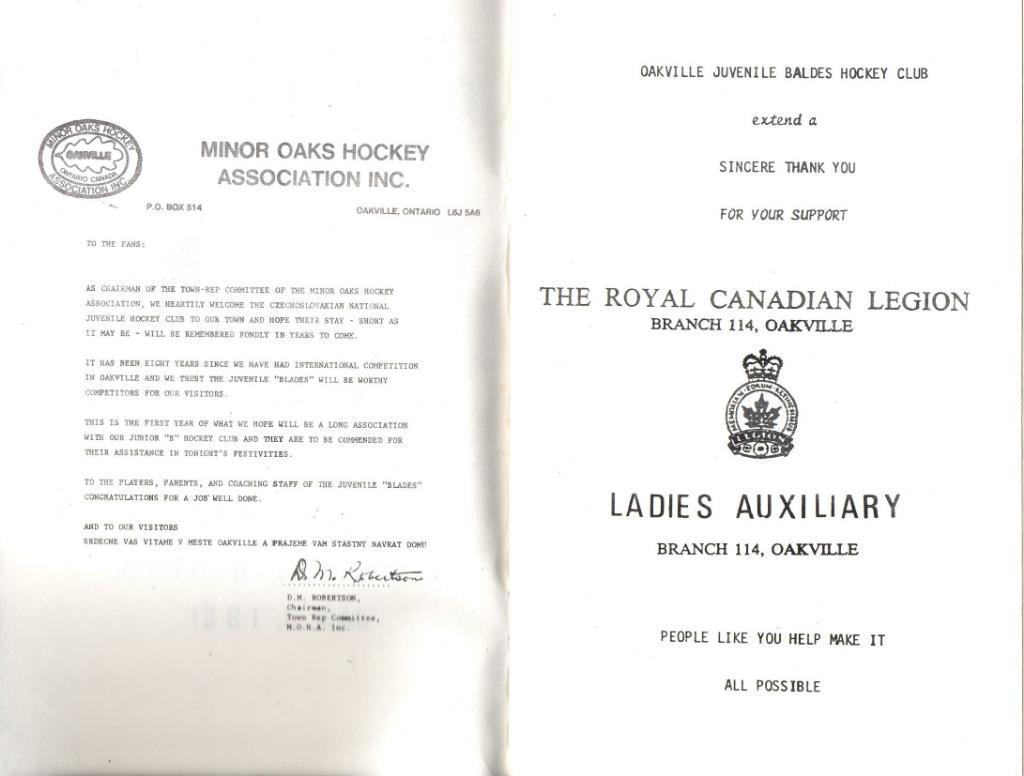 MINOR OAKS HOCKEY
OAKVILLE
ONTARIO CANADA
ASSOCIATION INC.
MINOR OAKS HOCKEY
ASSOCIATION INC.
P.O. BOX 514
OAKVILLE, ONTARIO L6J 5A6
TO THE FANS:
AS CHAIRMAN OF THE TOWN-REP COMMITTEE OF THE MINOR OAKS HOCKEY
ASSOCIATION, WE HEARTILY WELCOME THE CZECHOSLOVAKIAN NATIONAL
JUVENILE HOCKEY CLUB TO OUR TOWN AND HOPE THEIR STAY - SHORT AS
IT MAY BE - WILL BE REMEMBERED FONDLY IN YEARS TO COME.
IT HAS BEEN EIGHT YEARS SINCE WE HAVE HAD INTERNATIONAL COMPETITION
IN OAKVILLE AND WE TRUST THE JUVENILE "BLADES" WILL BE WORTHY
COMPETITORS FOR OUR VISITORS.
THIS IS THE FIRST YEAR OF WHAT WE HOPE WILL BE A LONG ASSOCIATION
WITH OUR JUNIOR "B" HOCKEY CLUB AND THEY ARE TO BE COMMENDED FOR
THEIR ASSISTANCE IN TONIGHT'S FESTIVITIES.
TO THE PLAYERS, PARENTS, AND COACHING STAFF OF THE JUVENILE "BLADES"
CONGRATULATIONS FOR A JOB WELL DONE.
AND TO OUR VISITORS
SRDECNE VAS VITAME V MESTE OAKVILLE A PRAJEME VAM STASTNY NAVRAT DOMU
D. M. Robertson
D.M. ROBERTSON,
Chairman,
Town Rep Committee,
M.O.H.A. Inc.
OAKVILLE JUVENILE BALDES HOCKEY CLUB
extend a
SINCERE THANK YOU
FOR YOUR SUPPORT
THE ROYAL CANADIAN LEGION
BRANCH 114, OAKVILLE
MEMORIAM EORUM RETINEBIMUS
LEGION
LADIES AUXILIARY
BRANCH 114, OAKVILLE
PEOPLE LIKE YOU HELP MAKE IT
ALL POSSIBLE